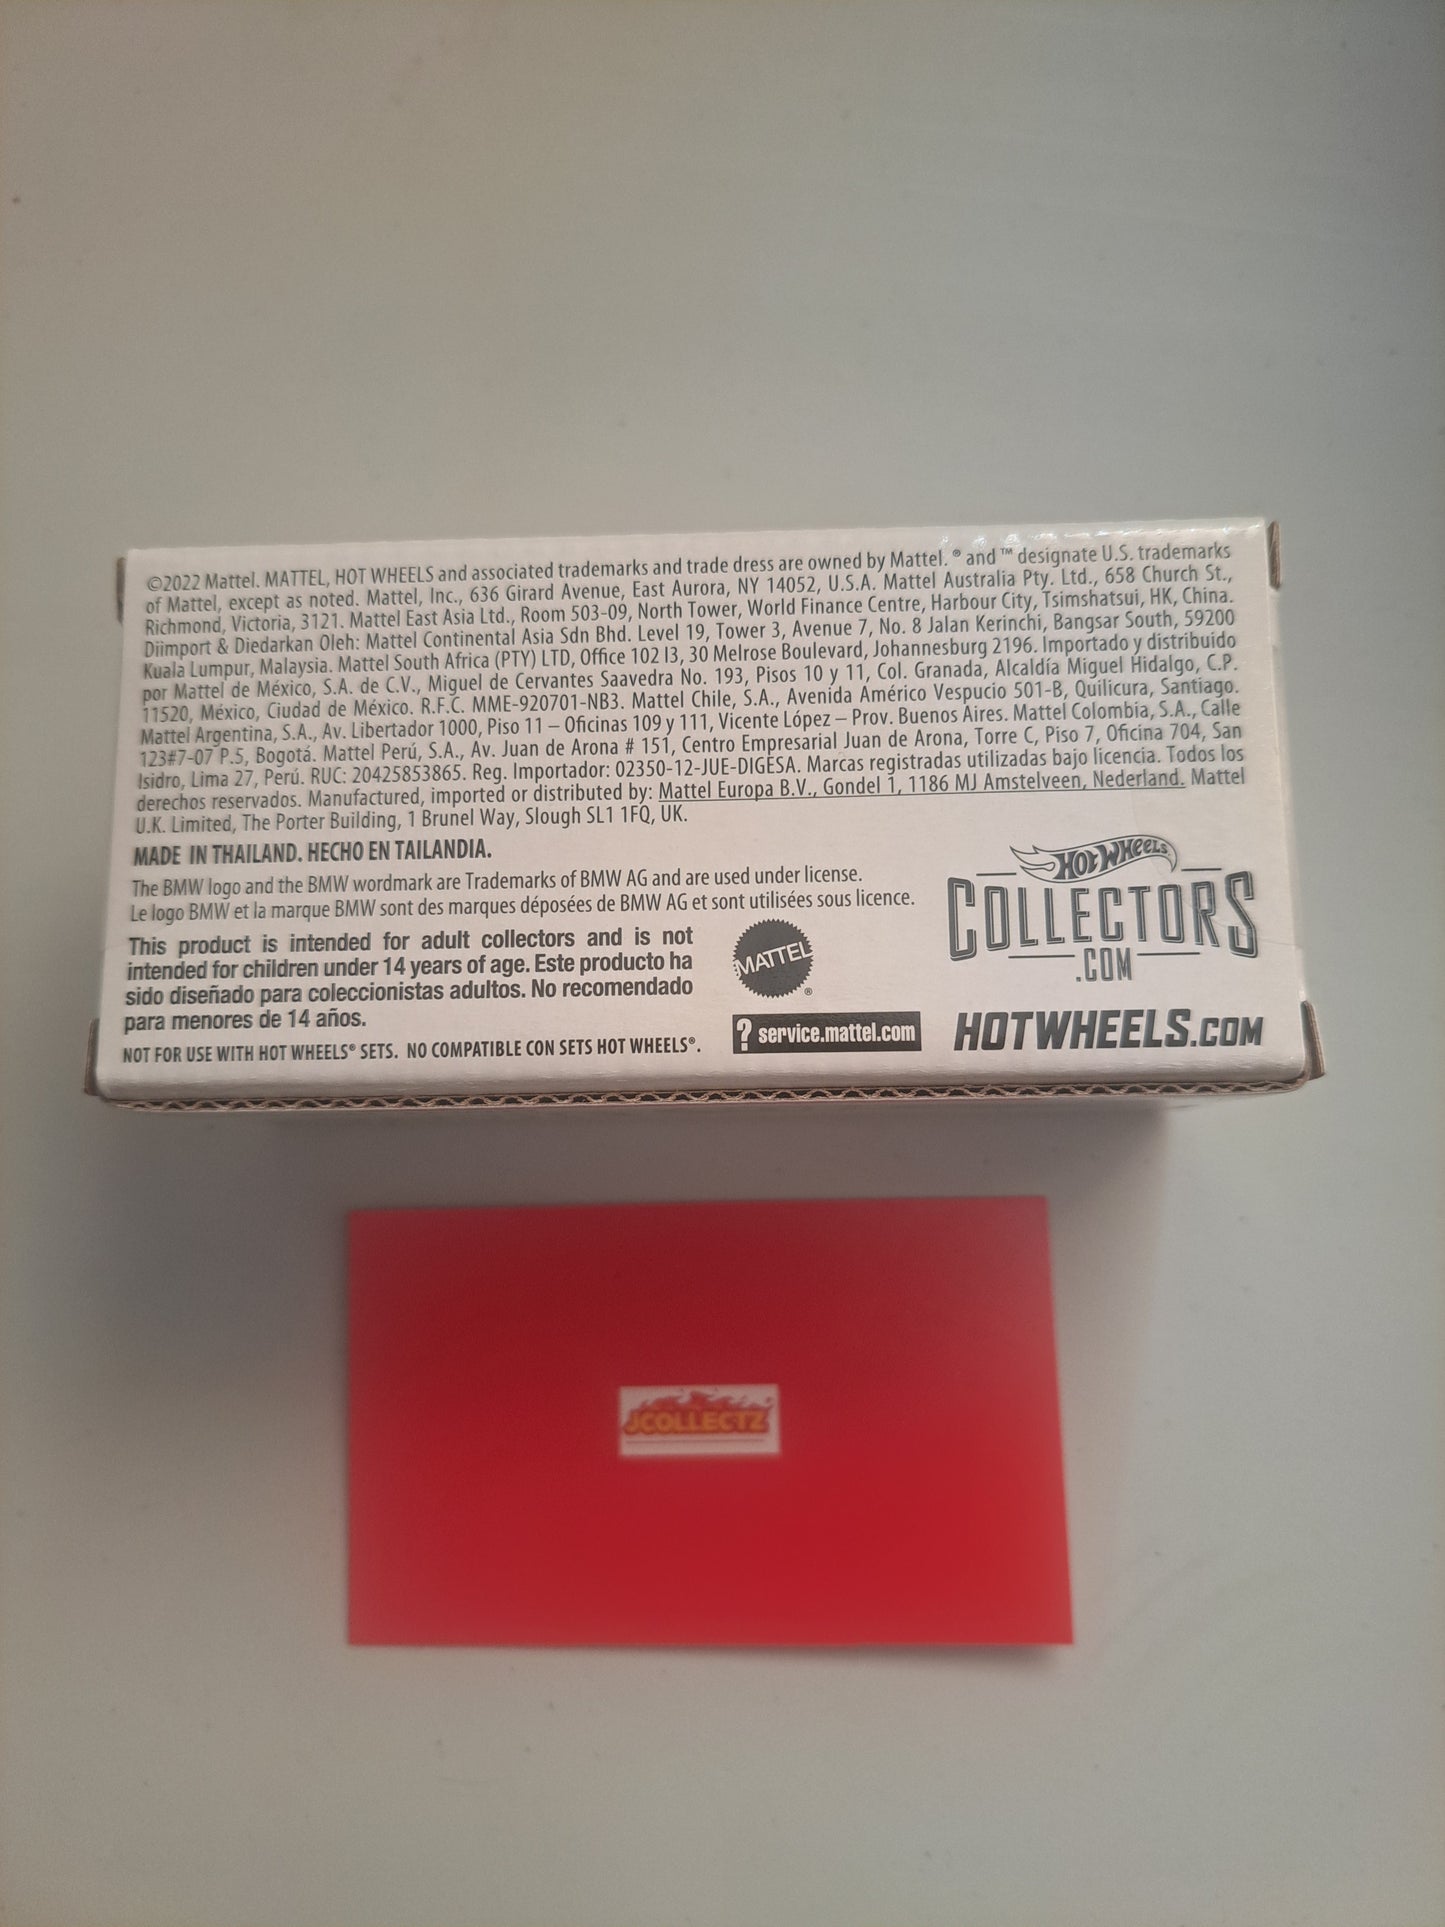 ©2022 Mattel. MATTEL, HOT WHEELS and associated trademarks and trade dress are owned by Mattel. ® and ™ designate U.S. trademarks
of Mattel, except as noted. Mattel, Inc., 636 Girard Avenue, East Aurora, NY 14052, U.S.A. Mattel Australia Pty. Ltd., 658 Church St.,
Richmond, Victoria, 3121. Mattel East Asia Ltd., Room 503-09, North Tower, World Finance Centre, Harbour City, Tsimshatsui, HK, China.
Diimport & Diedarkan Oleh: Mattel Continental Asia Sdn Bhd. Level 19, Tower 3, Avenue 7, No. 8 Jalan Kerinchi, Bangsar South, 59200
Kuala Lumpur, Malaysia. Mattel South Africa (PTY) LTD, Office 102 I3, 30 Melrose Boulevard, Johannesburg 2196. Importado y distribuido
por Mattel de México, S.A. de C.V., Miguel de Cervantes Saavedra No. 193, Pisos 10 y 11, Col. Granada, Alcaldía Miguel Hidalgo, C.P.
11520, México, Ciudad de México. R.F.C. MME-920701-NB3. Mattel Chile, S.A., Avenida Américo Vespucio 501-B, Quilicura, Santiago.
Mattel Argentina, S.A., Av. Libertador 1000, Piso 11 – Oficinas 109 y 111, Vicente López – Prov. Buenos Aires. Mattel Colombia, S.A., Calle
123#7-07 P.5, Bogotá. Mattel Perú, S.A., Av. Juan de Arona # 151, Centro Empresarial Juan de Arona, Torre C, Piso 7, Oficina 704, San
Isidro, Lima 27, Perú. RUC: 20425853865. Reg. Importador: 02350-12-JUE-DIGESA. Marcas registradas utilizadas bajo licencia. Todos los
derechos reservados. Manufactured, imported or distributed by: Mattel Europa B.V., Gondel 1, 1186 MJ Amstelveen, Nederland. Mattel
U.K. Limited, The Porter Building, 1 Brunel Way, Slough SL1 1FQ, UK.
MADE IN THAILAND. HECHO EN TAILANDIA.
The BMW logo and the BMW wordmark are Trademarks of BMW AG and are used under license.
Le logo BMW et la marque BMW sont des marques déposées de BMW AG et sont utilisées sous licence.
This product is intended for adult collectors and is not
intended for children under 14 years of age. Este producto ha
sido diseñado para coleccionistas adultos. No recomendado
para menores de 14 años.
NOT FOR USE WITH HOT WHEELS® SETS. NO COMPATIBLE CON SETS HOT WHEELS®.
MATTEL®
? service.mattel.com
HOT WHEELS
COLLECTORS
.COM
HOTWHEELS.COM
JCOLLECTZ